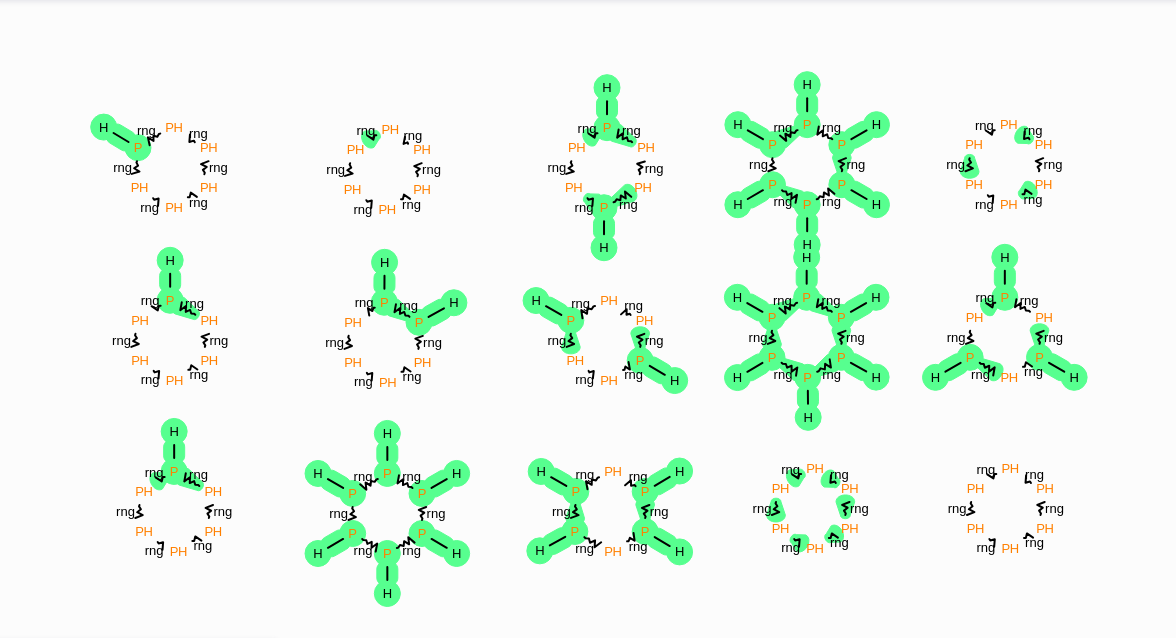 H rng PH rng
P PH
rng rng
PH PH
rng PH rng
rng PH rng
PH PH
rng rng
PH PH
rng PH rng
H
rng P rng
PH PH
rng rng
PH PH
rng P rng
H
H
H rng P rng H
P P
rng rng
P P
H rng P rng H
H
rng PH rng
PH PH
rng rng
PH PH
rng PH rng
H
rng P rng
PH PH
rng rng
PH PH
rng PH rng
H
rng P rng H
PH P
rng rng
PH PH
rng PH rng
H rng PH rng
P PH
rng rng
PH P
rng PH rng H
H
H rng P rng H
P P
rng rng
P P
H rng P rng H
H
H
rng P rng
PH PH
rng rng
P P
H rng PH rng H
H
rng P rng
PH PH
rng rng
PH PH
rng PH rng
H
H rng P rng H
P P
rng rng
P P
H rng P rng H
H
H rng PH rng H
P P
rng rng
P P
H rng PH rng H
rng PH rng
PH PH
rng rng
PH PH
rng PH rng
rng PH rng
PH PH
rng rng
PH PH
rng PH rng